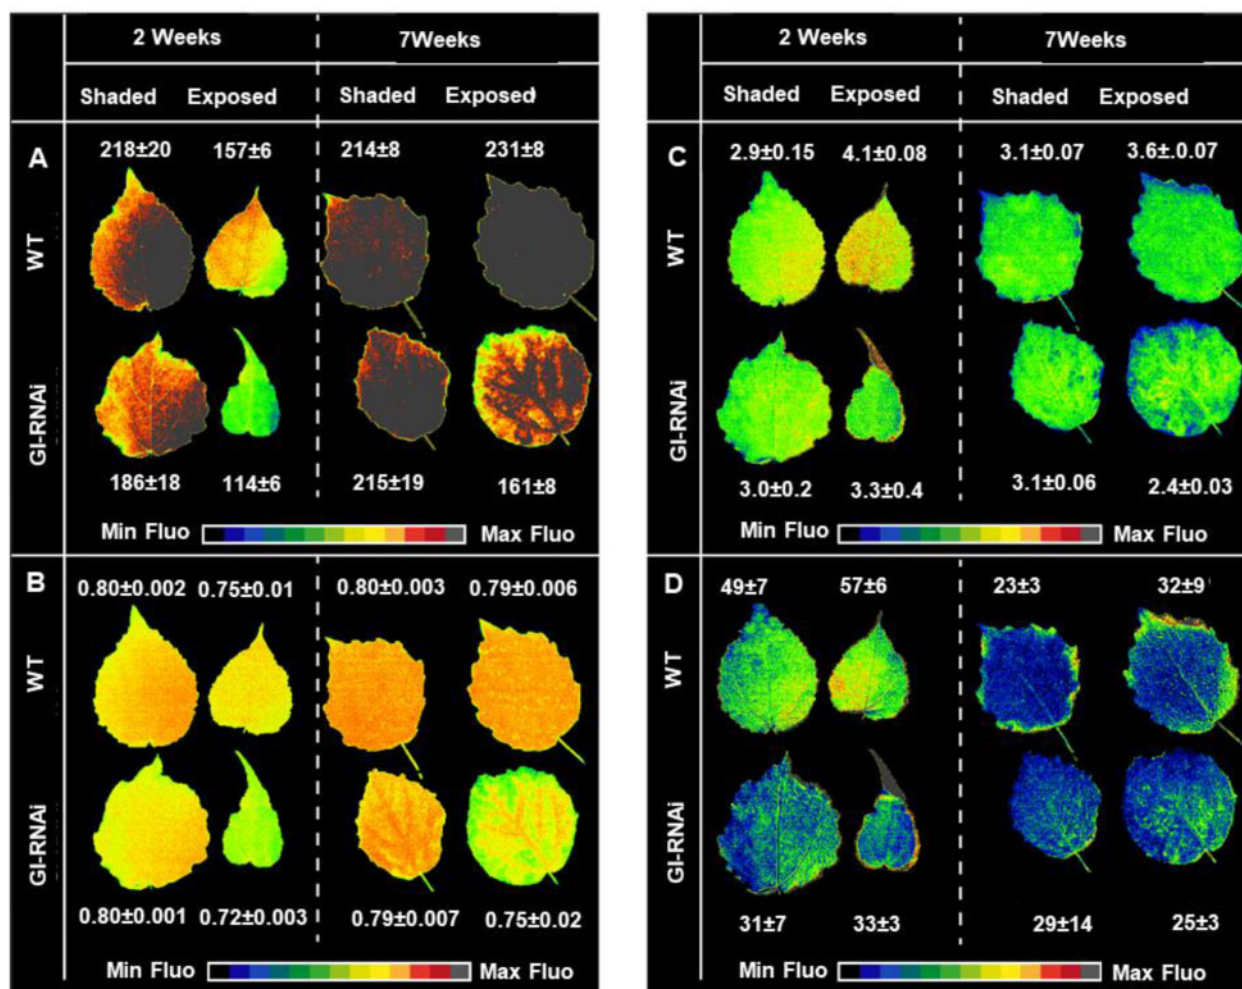 2 Weeks 7Weeks
Shaded Exposed Shaded Exposed
A
218±20 157±6 214±8 231±8
WT
GI-RNAi
186±18 114±6 215±19 161±8
Min Fluo Max Fluo
B
0.80±0.002 0.75±0.01 0.80±0.003 0.79±0.006
WT
GI-RNAi
0.80±0.001 0.72±0.003 0.79±0.007 0.75±0.02
Min Fluo Max Fluo
2 Weeks 7Weeks
Shaded Exposed Shaded Exposed
C
2.9±0.15 4.1±0.08 3.1±0.07 3.6±.0.07
WT
GI-RNAi
3.0±0.2 3.3±0.4 3.1±0.06 2.4±0.03
Min Fluo Max Fluo
D
49±7 57±6 23±3 32±9
WT
GI-RNAi
31±7 33±3 29±14 25±3
Min Fluo Max Fluo